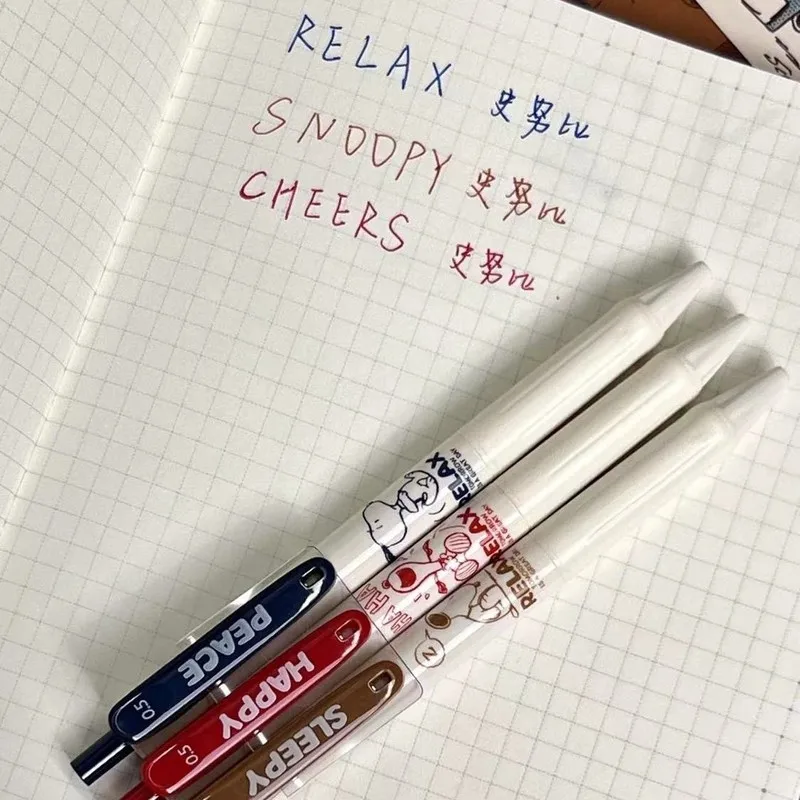 RELAX 史努比
SNOOPY 史努比
CHEERS 史努比.
RELAX
RELAX
RELAX
HA HA
Z
PEACE 0.5
HAPPY 0.5
SLEEPY